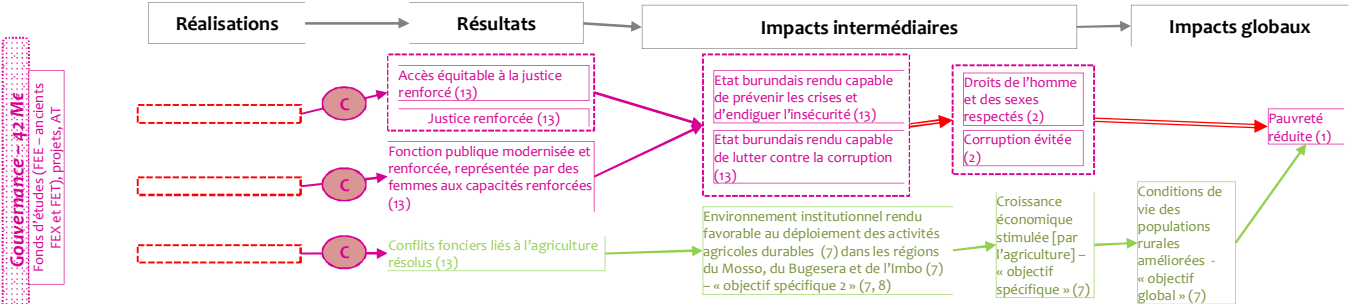 Réalisations
Résultats
Impacts intermédiaires
Impacts globaux
Gouvernance – 42 M€
Fonds d'études (FEE – ancients
FEX et FET), projets, AT
C
Accès équitable à la justice
renforcé (13)
Justice renforcée (13)
C
Fonction publique modernisée et
renforcée, représentée par des
femmes aux capacités renforcées
(13)
C
Conflits fonciers liés à l'agriculture
résolus (13)
Etat burundais rendu capable
de prévenir les crises et
d'endiguer l'insécurité (13)
Etat burundais rendu capable
de lutter contre la corruption
(13)
Environnement institutionnel rendu
favorable au déploiement des activités
agricoles durables (7) dans les régions
du Mosso, du Bugesera et de l'Imbo (7)
– « objectif spécifique 2 » (7, 8)
Droits de l'homme
et des sexes
respectés (2)
Corruption évitée
(2)
Croissance
économique
stimulée [par
l'agriculture] –
« objectif
spécifique » (7)
Conditions de
vie des
populations
rurales
améliorées -
« objectif
global » (7)
Pauvreté
réduite (1)